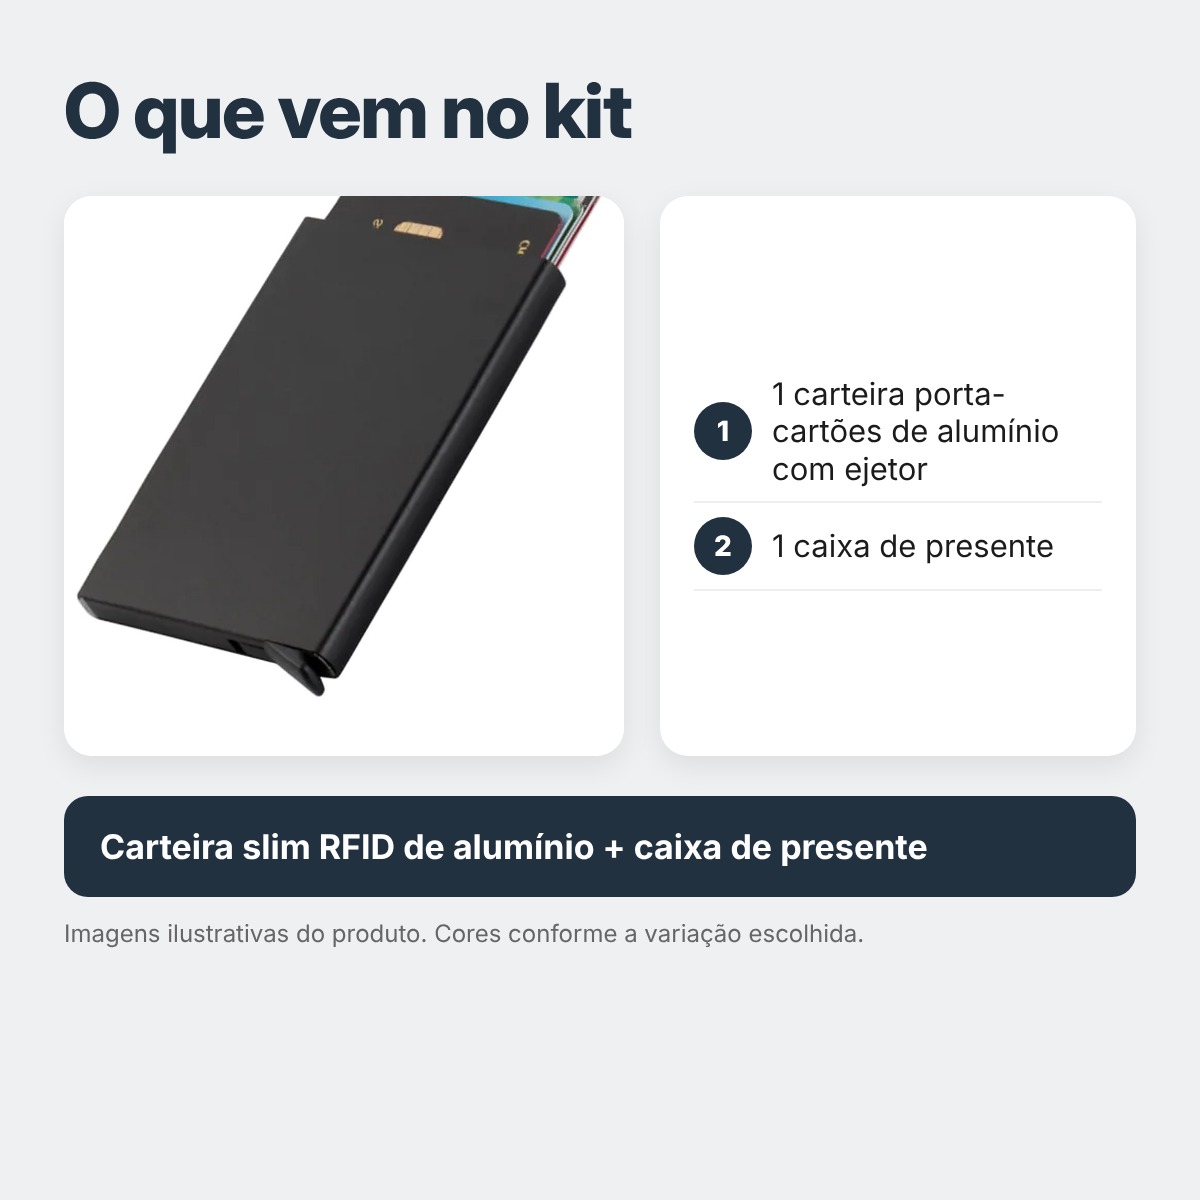 O que vem no kit
1
1 carteira porta-
cartões de alumínio
com ejetor
2
1 caixa de presente
Carteira slim RFID de alumínio + caixa de presente
Imagens ilustrativas do produto. Cores conforme a variação escolhida.